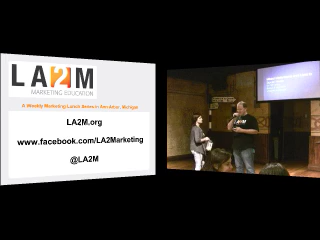 LA2M
MARKETING EDUCATION
A Weekly Marketing Lunch Series in Ann Arbor, Michigan
LA2M.org
www.facebook.com/LA2Marketing
@LA2M